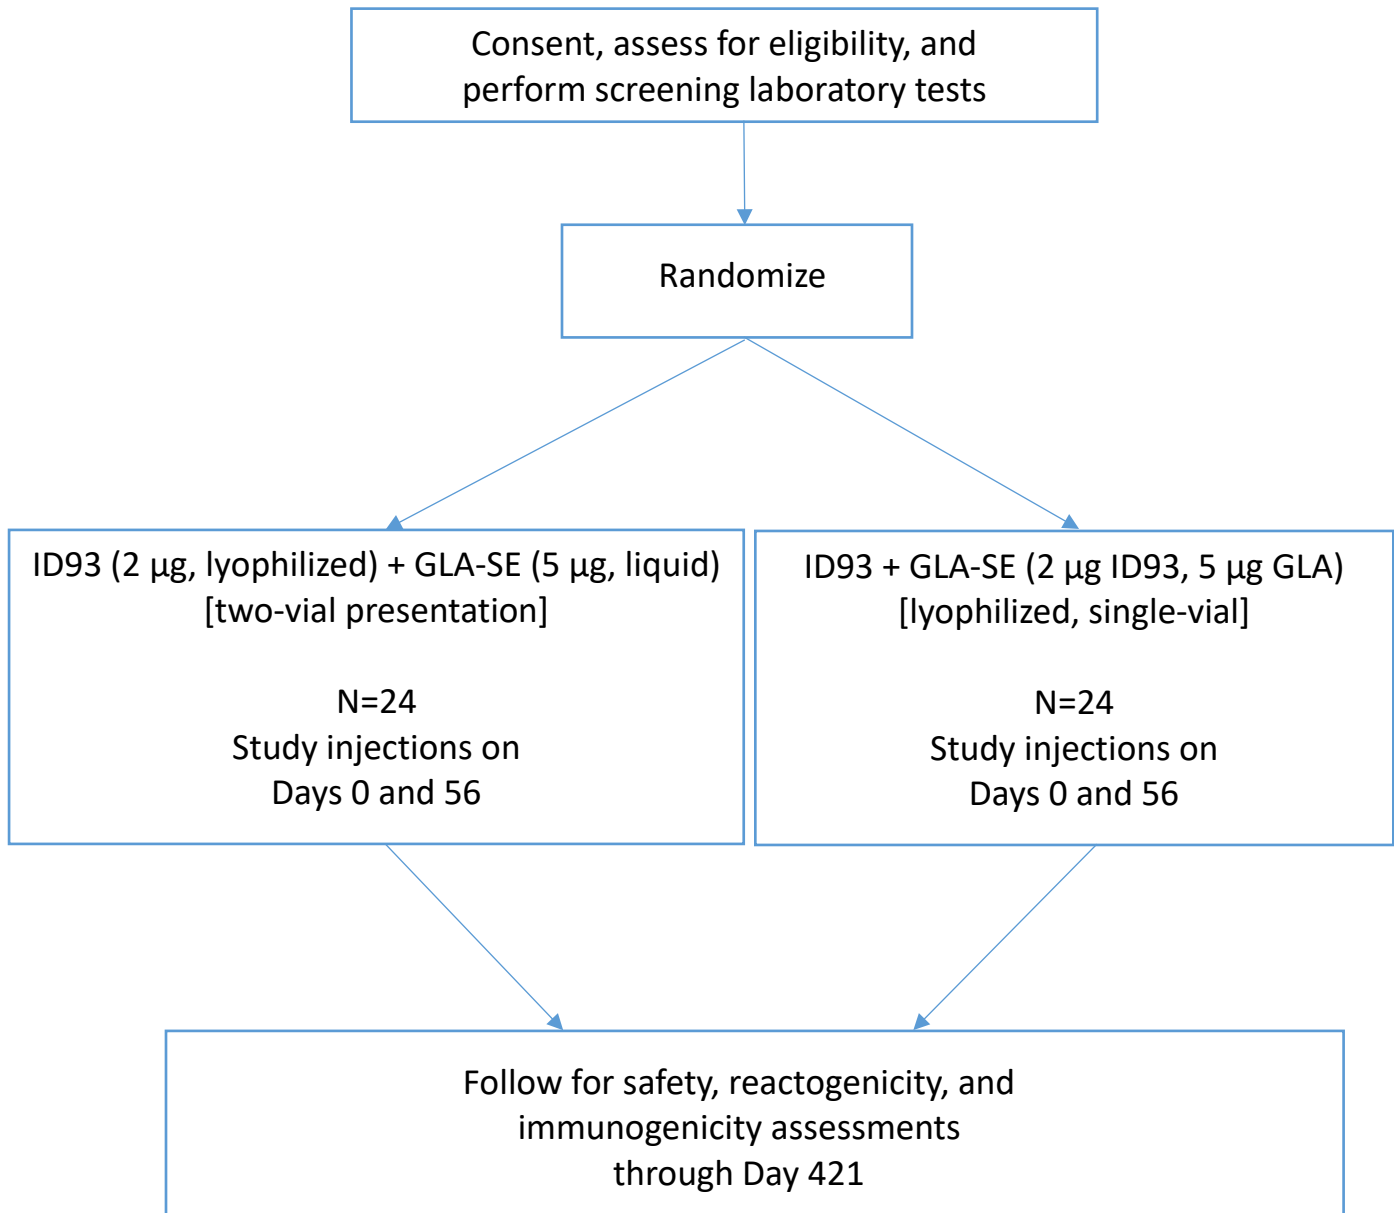 Consent, assess for eligibility, and
perform screening laboratory tests
Randomize
ID93 (2 µg, lyophilized) + GLA-SE (5 µg, liquid)
[two-vial presentation]
N=24
Study injections on
Days 0 and 56
ID93 + GLA-SE (2 µg ID93, 5 µg GLA)
[lyophilized, single-vial]
N=24
Study injections on
Days 0 and 56
Follow for safety, reactogenicity, and
immunogenicity assessments
through Day 421